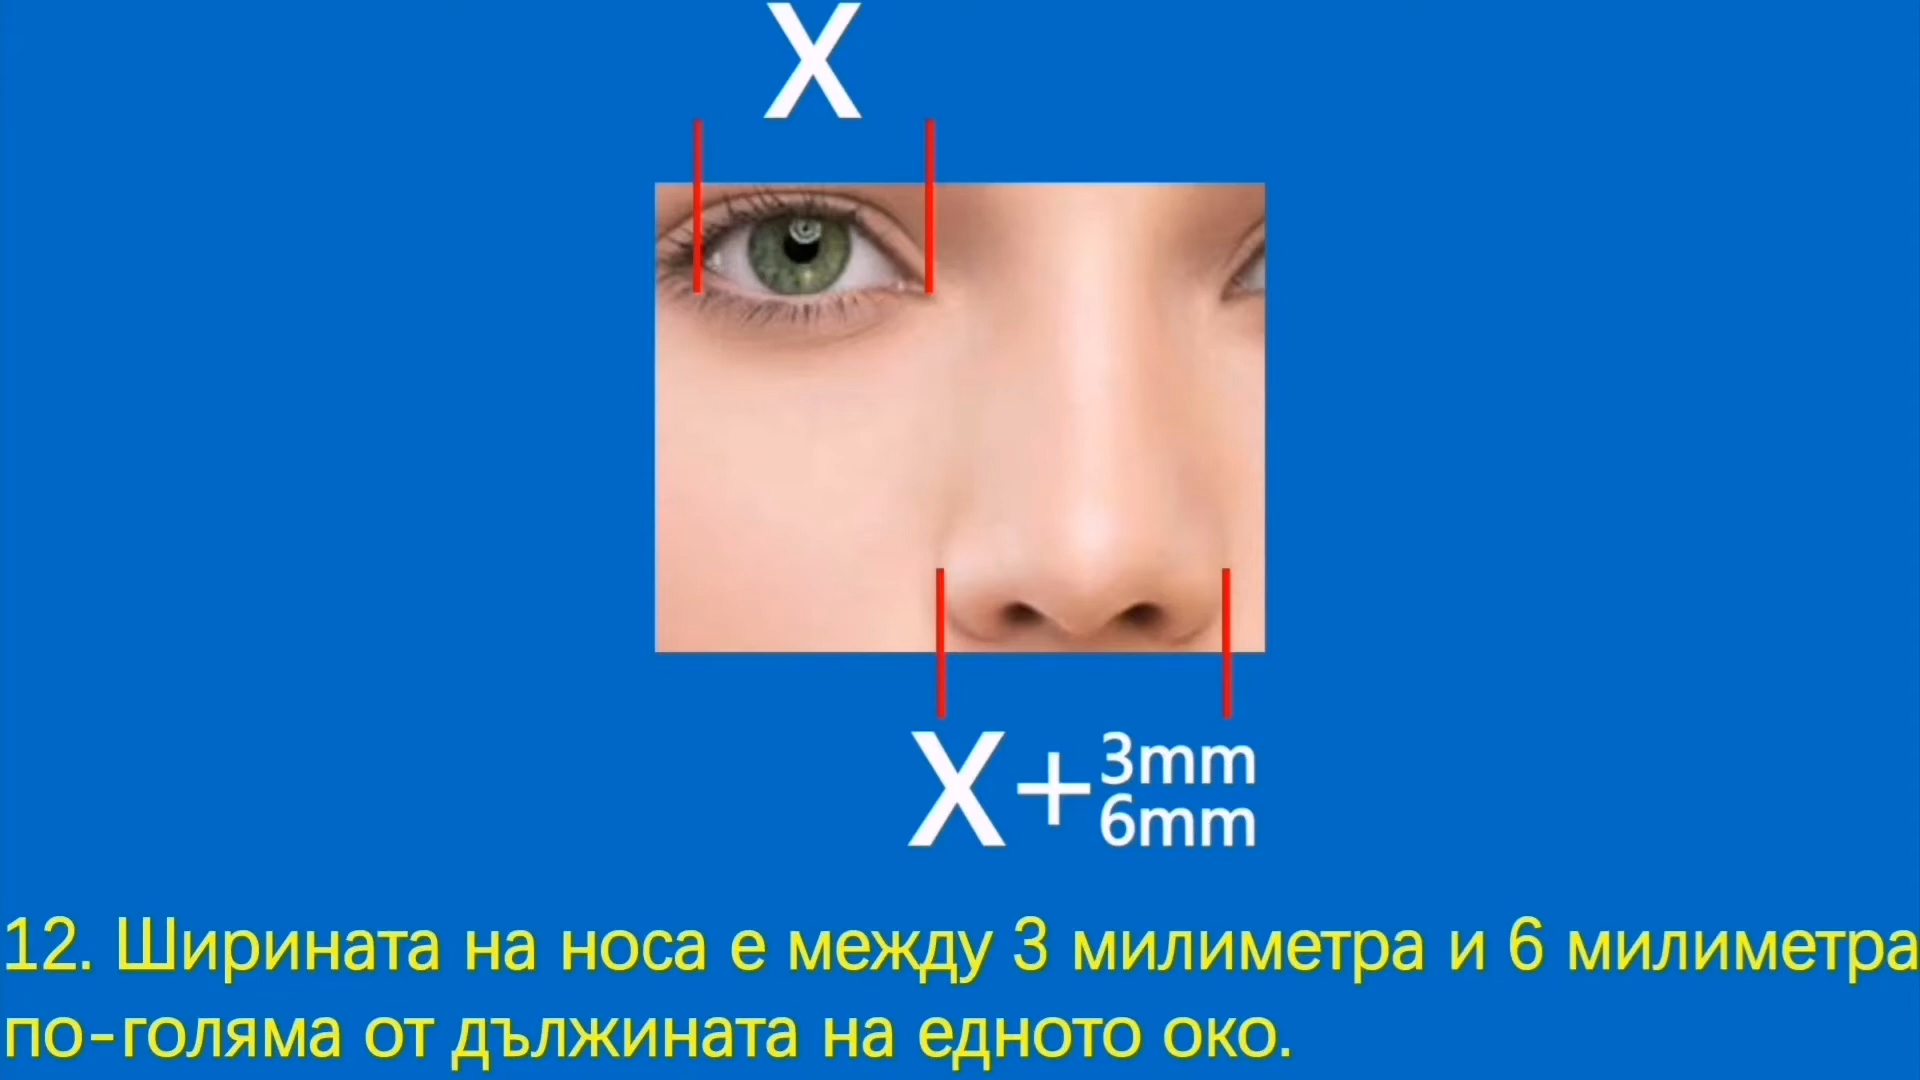 X
X+3mm
6mm
12. Ширината на носа е между 3 милиметра и 6 милиметра
по-голяма от дължината на едното око.